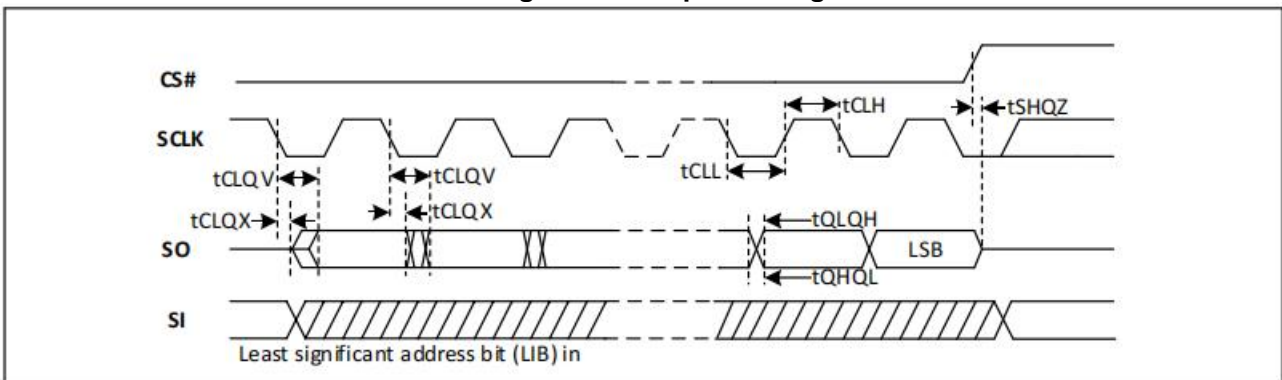 CS#
tCLH
tSHQZ
SCLK
tCLQV
tCLQV
tCLL
tCLQX
tCLQX
tQLQH
SO
LSB
tQHQL
SI
Least significant address bit (LIB) in